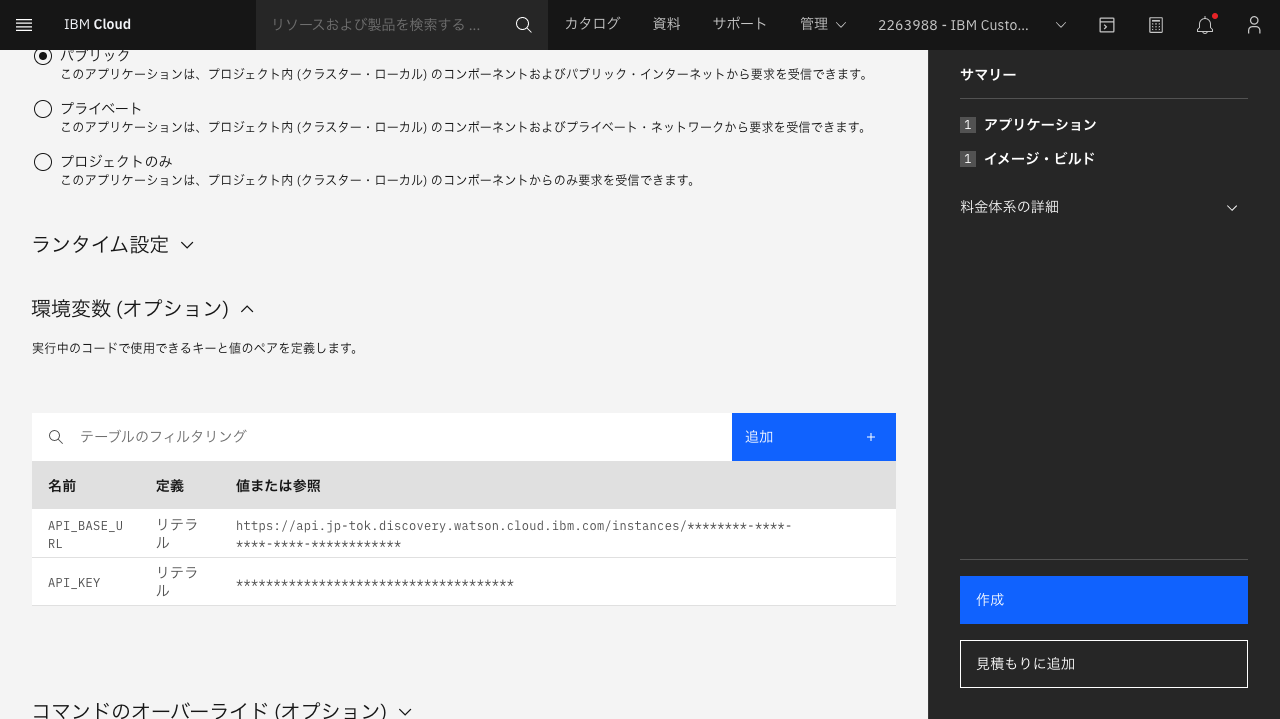 IBM Cloud
リソースおよび製品を検索する ...
カタログ
資料
サポート
管理
2263988 - IBM Custo...
パブリック
このアプリケーションは、プロジェクト内 (クラスター・ローカル) のコンポーネントおよびパブリック・インターネットから要求を受信できます。
プライベート
このアプリケーションは、プロジェクト内 (クラスター・ローカル) のコンポーネントおよびプライベート・ネットワークから要求を受信できます。
プロジェクトのみ
このアプリケーションは、プロジェクト内 (クラスター・ローカル) のコンポーネントからのみ要求を受信できます。
ランタイム設定
環境変数 (オプション)
実行中のコードで使用できるキーと値のペアを定義します。
テーブルのフィルタリング
追加 +
名前 定義 値または参照
API_BASE_U
RL
リテラ
ル
https://api.jp-tok.discovery.watson.cloud.ibm.com/instances/********-****-
****-****-************
API_KEY
リテラ
ル
*************************************
コマンドのオーバーライド (オプション)
サマリー
1 アプリケーション
1 イメージ・ビルド
料金体系の詳細
作成
見積もりに追加